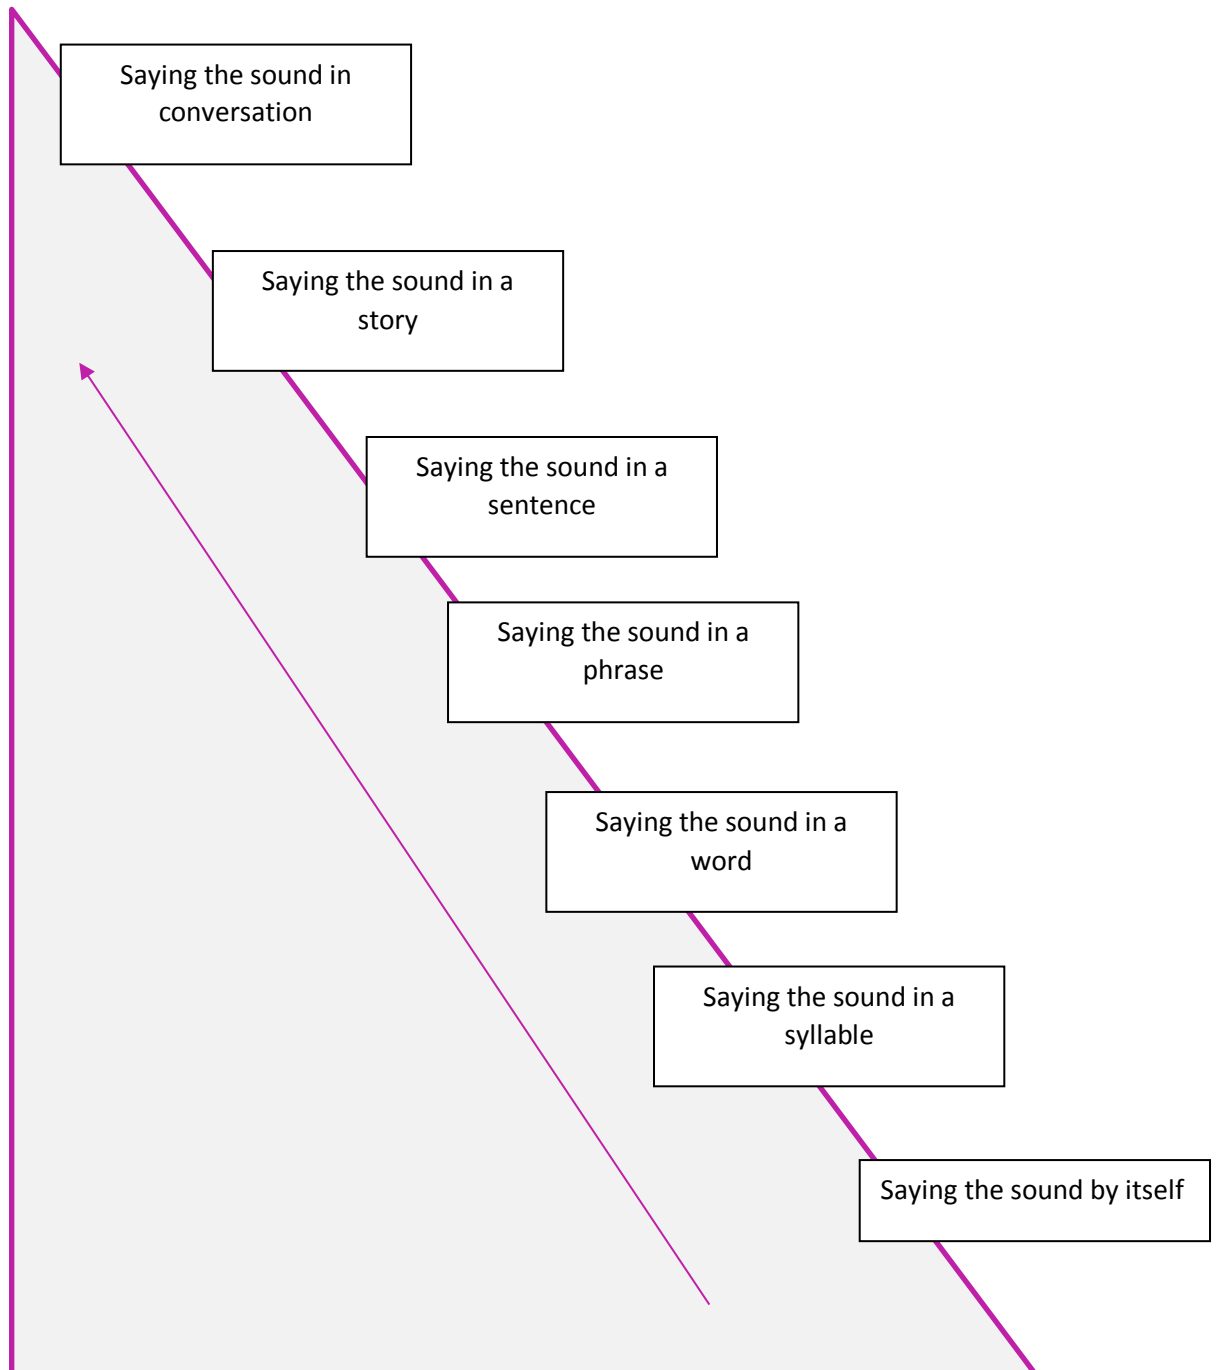 Saying the sound in
conversation
Saying the sound in a
story
Saying the sound in a
sentence
Saying the sound in a
phrase
Saying the sound in a
word
Saying the sound in a
syllable
Saying the sound by itself